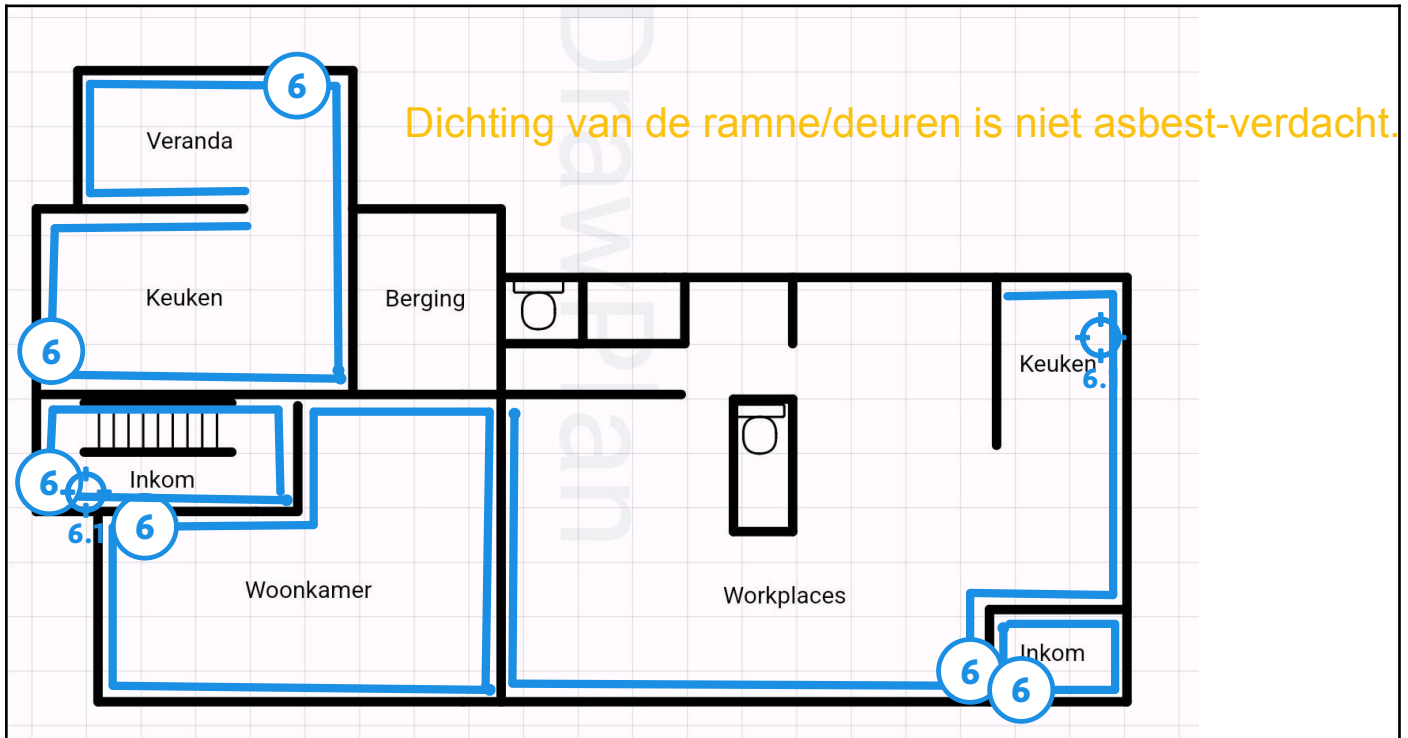 6
DrawPlan
Dichting van de ramne/deuren is niet asbest-verdacht.
Veranda
Keuken
Berging
6
Keuken
6.
Inkom
6
6.1
6
Woonkamer
Workplaces
Inkom
6
6